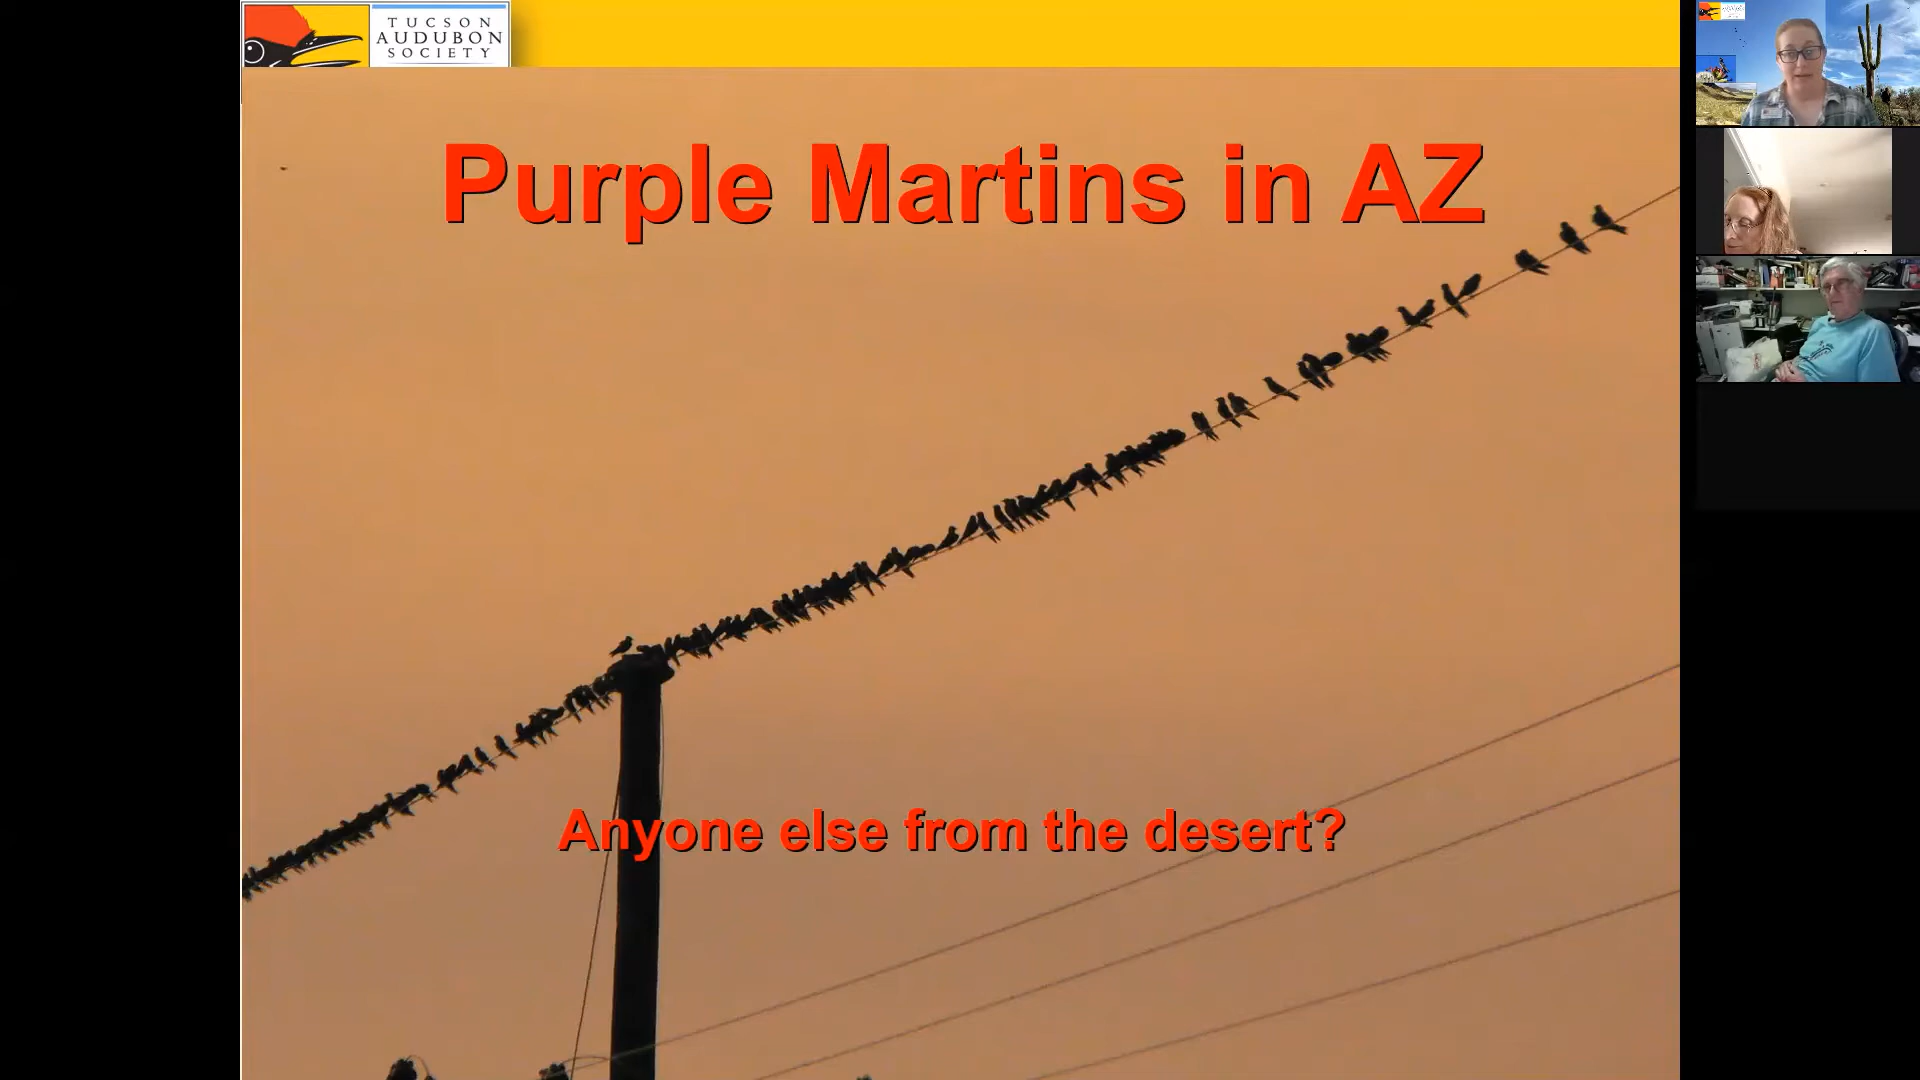 TUCSON
AUDUBON
SOCIETY
Purple Martins in AZ
Anyone else from the desert?